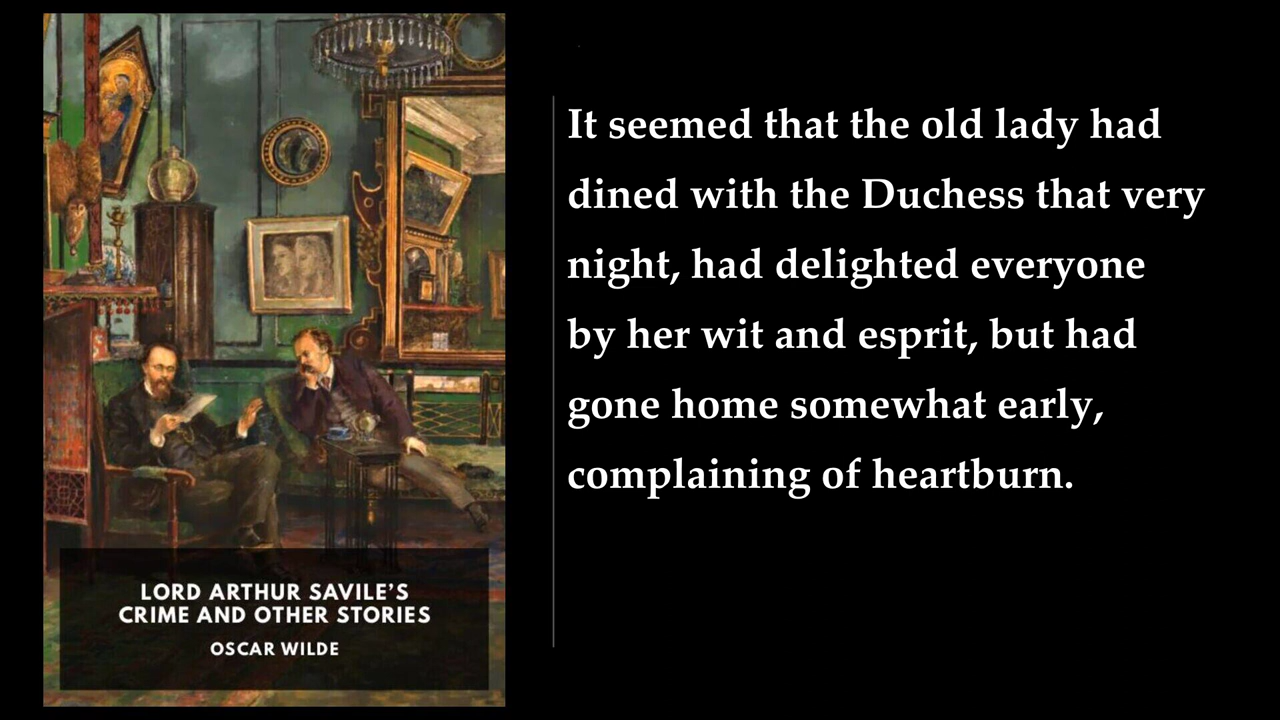 LORD ARTHUR SAVILE’S
CRIME AND OTHER STORIES
OSCAR WILDE
It seemed that the old lady had
dined with the Duchess that very
night, had delighted everyone
by her wit and esprit, but had
gone home somewhat early,
complaining of heartburn.